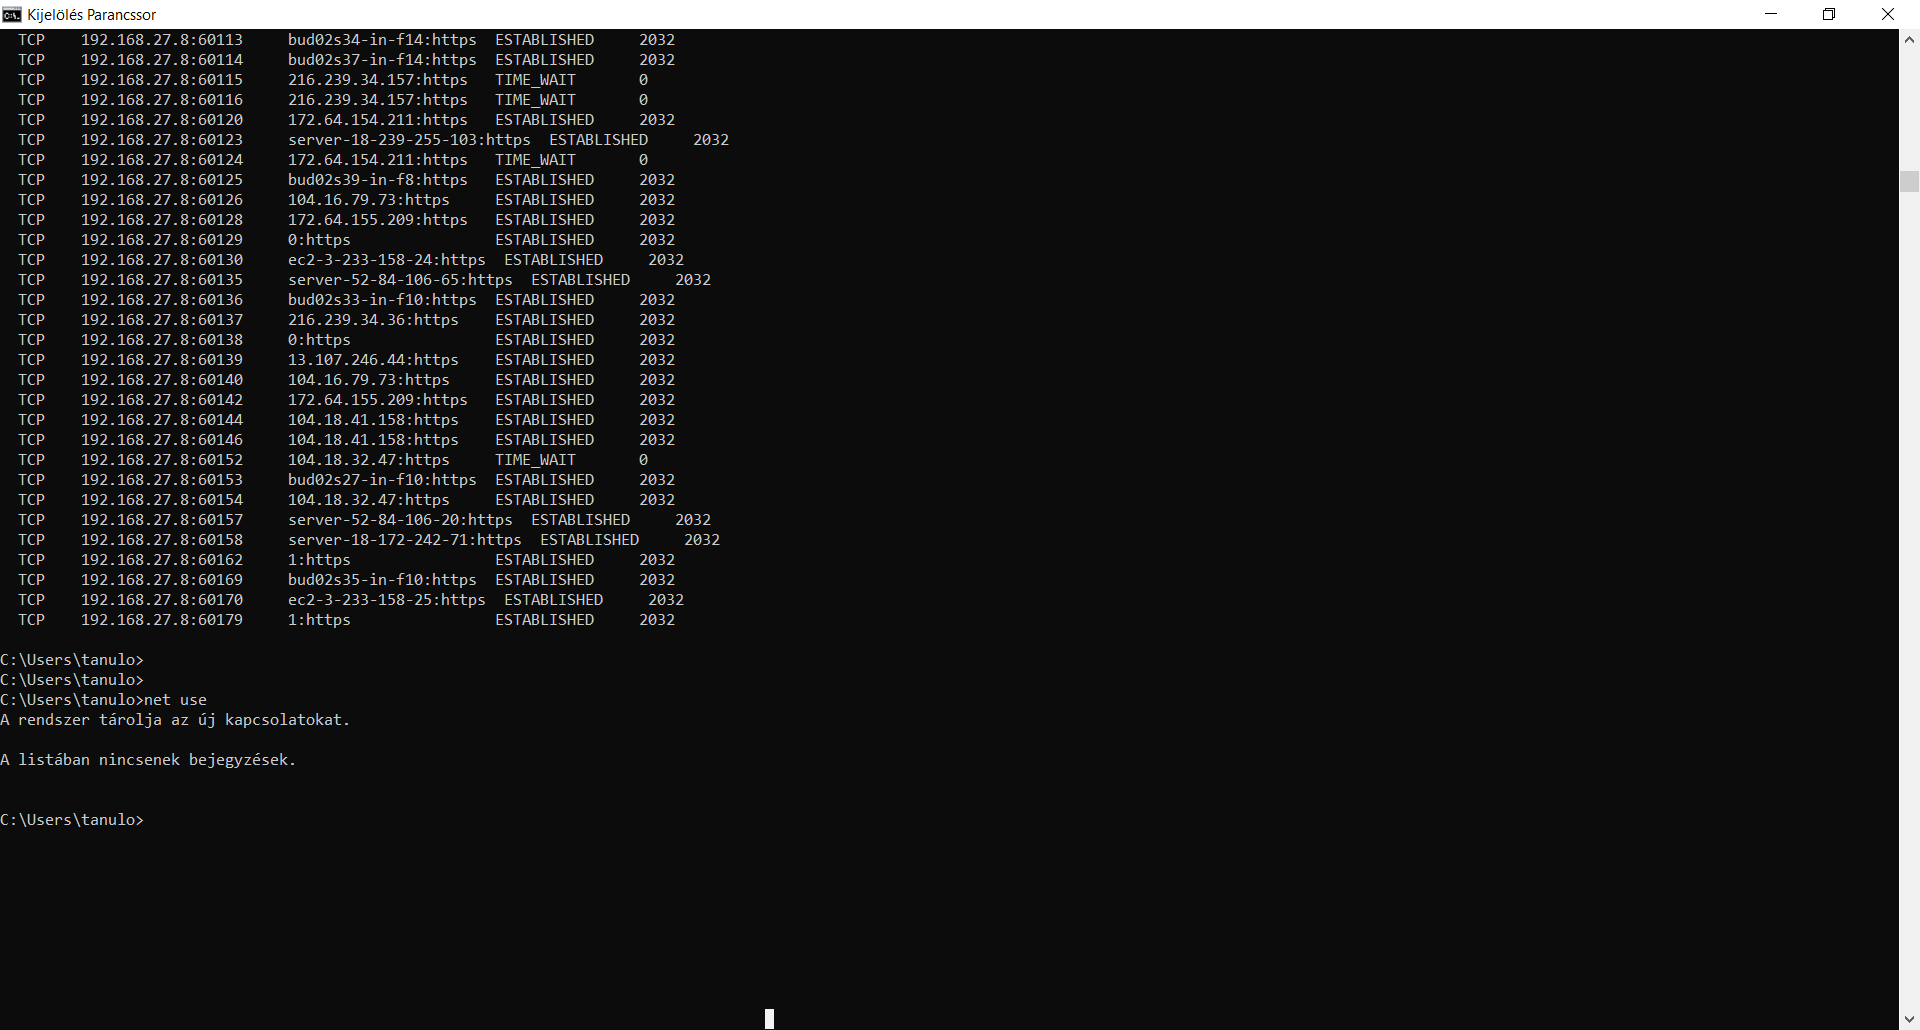 Kijelölés Parancssor
TCP 192.168.27.8:60113 bud02s34-in-f14:https ESTABLISHED 2032
TCP 192.168.27.8:60114 bud02s37-in-f14:https ESTABLISHED 2032
TCP 192.168.27.8:60115 216.239.34.157:https TIME_WAIT 0
TCP 192.168.27.8:60116 216.239.34.157:https TIME_WAIT 0
TCP 192.168.27.8:60120 172.64.154.211:https ESTABLISHED 2032
TCP 192.168.27.8:60123 server-18-239-255-103:https ESTABLISHED 2032
TCP 192.168.27.8:60124 172.64.154.211:https TIME_WAIT 0
TCP 192.168.27.8:60125 bud02s39-in-f8:https ESTABLISHED 2032
TCP 192.168.27.8:60126 104.16.79.73:https ESTABLISHED 2032
TCP 192.168.27.8:60128 172.64.155.209:https ESTABLISHED 2032
TCP 192.168.27.8:60129 0:https ESTABLISHED 2032
TCP 192.168.27.8:60130 ec2-3-233-158-24:https ESTABLISHED 2032
TCP 192.168.27.8:60135 server-52-84-106-65:https ESTABLISHED 2032
TCP 192.168.27.8:60136 bud02s33-in-f10:https ESTABLISHED 2032
TCP 192.168.27.8:60137 216.239.34.36:https ESTABLISHED 2032
TCP 192.168.27.8:60138 0:https ESTABLISHED 2032
TCP 192.168.27.8:60139 13.107.246.44:https ESTABLISHED 2032
TCP 192.168.27.8:60140 104.16.79.73:https ESTABLISHED 2032
TCP 192.168.27.8:60142 172.64.155.209:https ESTABLISHED 2032
TCP 192.168.27.8:60144 104.18.41.158:https ESTABLISHED 2032
TCP 192.168.27.8:60146 104.18.41.158:https ESTABLISHED 2032
TCP 192.168.27.8:60152 104.18.32.47:https TIME_WAIT 0
TCP 192.168.27.8:60153 bud02s27-in-f10:https ESTABLISHED 2032
TCP 192.168.27.8:60154 104.18.32.47:https ESTABLISHED 2032
TCP 192.168.27.8:60157 server-52-84-106-20:https ESTABLISHED 2032
TCP 192.168.27.8:60158 server-18-172-242-71:https ESTABLISHED 2032
TCP 192.168.27.8:60162 1:https ESTABLISHED 2032
TCP 192.168.27.8:60169 bud02s35-in-f10:https ESTABLISHED 2032
TCP 192.168.27.8:60170 ec2-3-233-158-25:https ESTABLISHED 2032
TCP 192.168.27.8:60179 1:https ESTABLISHED 2032
C:\Users\tanulo>
C:\Users\tanulo>
C:\Users\tanulo>net use
A rendszer tárolja az új kapcsolatokat.
A listában nincsenek bejegyzések.
C:\Users\tanulo>